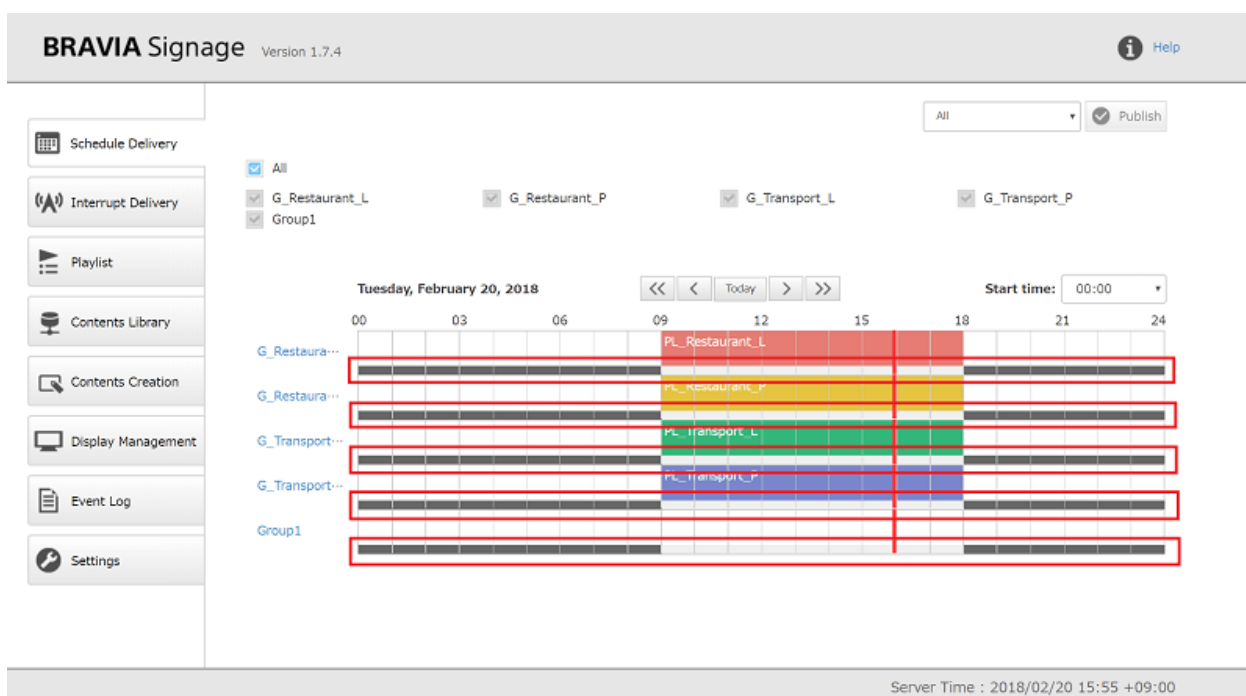 BRAVIA Signage Version 1.7.4
Help
All
Publish
Schedule Delivery
Interrupt Delivery
Playlist
Contents Library
Contents Creation
Display Management
Event Log
Settings
All
G_Restaurant_L G_Restaurant_P G_Transport_L G_Transport_P
Group1
Tuesday, February 20, 2018
Today
Start time: 00:00
00 03 06 09 12 15 18 21 24
G_Restaura… PL_Restaurant_L
G_Restaura… PL_Restaurant_P
G_Transport… PL_Transport_L
G_Transport… PL_Transport_P
Group1
Server Time : 2018/02/20 15:55 +09:00